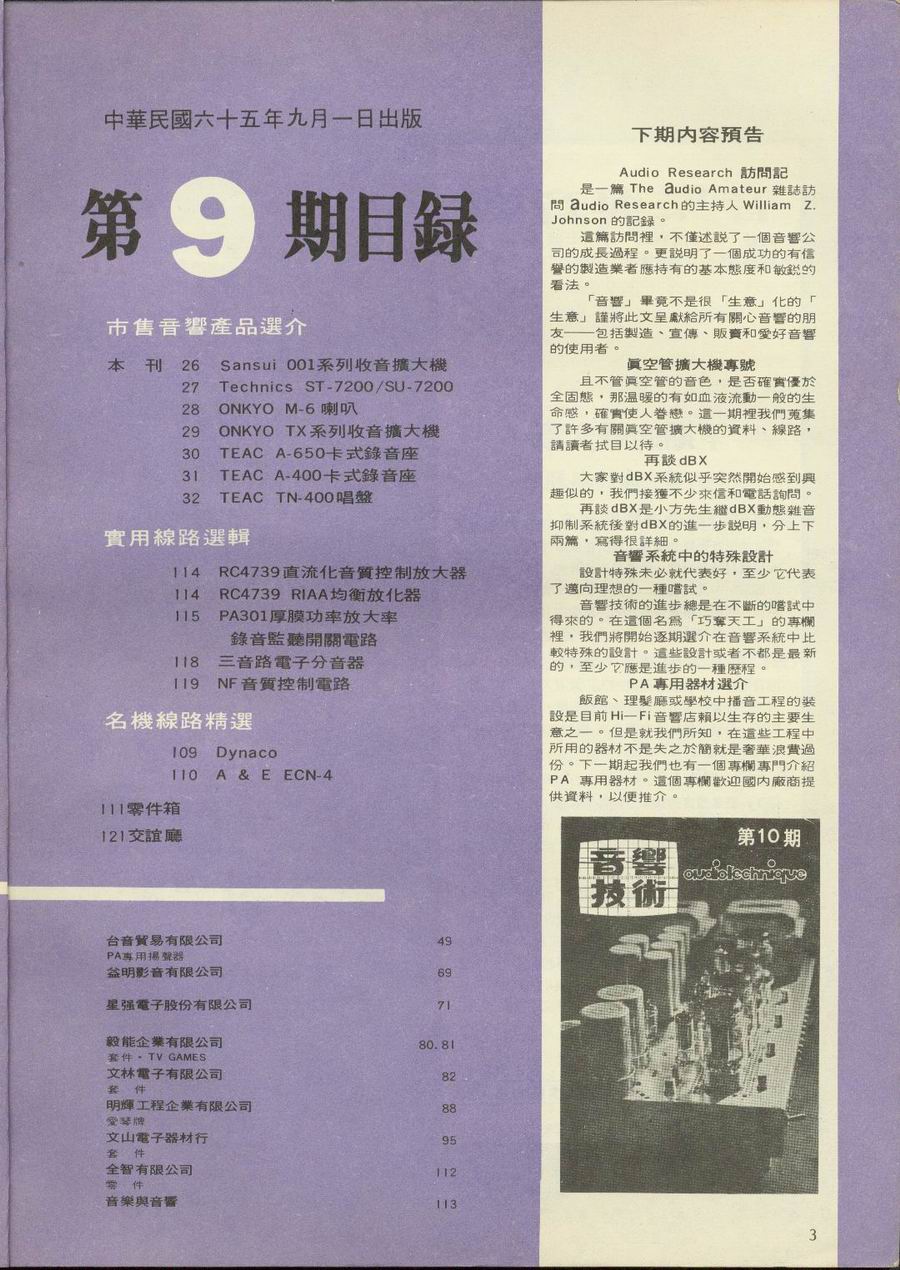 中華民國六十五年九月一日出版
第9期目録
市售音響產品選介
本刊 26 Sansui 001系列收音擴大機
27 Technics ST-7200/SU-7200
28 ONKYO M-6 喇叭
29 ONKYO TX系列收音擴大機
30 TEAC A-650卡式錄音座
31 TEAC A-400卡式錄音座
32 TEAC TN-400唱盤
實用線路選輯
114 RC4739直流化音質控制放大器
114 RC4739 RIAA均衡放化器
115 PA301厚膜功率放大率
錄音監聽開關電路
118 三音路電子分音器
119 NF音質控制電路
名機線路精選
109 Dynaco
110 A & E ECN-4
111零件箱
121交誼廳
台音貿易有限公司 49
PA專用揚聲器
益明影音有限公司 69
星强電子股份有限公司 71
毅能企業有限公司 80.81
套件・TV GAMES
文林電子有限公司 82
套 件
明輝工程企業有限公司 88
愛琴牌
文山電子器材行 95
套 件
全智有限公司 112
零 件
音樂與音響 113
下期内容預告
Audio Research 訪問記
是一篇 The audio Amateur 雜誌訪
問 audio Research的主持人 William Z.
Johnson 的記録。
這篇訪問裡，不僅述説了一個音響公
司的成長過程。更説明了一個成功的有信
譽的製造業者應持有的基本態度和敏鋭的
看法。
「音響」畢竟不是很「生意」化的「
生意」謹將此文呈獻給所有關心音響的朋
友——包括製造、宣傳、販賣和愛好音響
的使用者。
眞空管擴大機專號
且不管眞空管的音色，是否確實優於
全固態，那溫暖的有如血液流動一般的生
命感，確實使人眷戀。這一期裡我們蒐集
了許多有關眞空管擴大機的資料、線路，
請讀者拭目以待。
再談dBX
大家對dBX系統似乎突然開始感到興
趣似的，我們接獲不少來信和電話詢問。
再談dBX是小方先生繼dBX動態雜音
抑制系統後對dBX的進一步説明，分上下
兩篇，寫得很詳細。
音響系統中的特殊設計
設計特殊未必就代表好，至少它代表
了邁向理想的一種嚐試。
音響技術的進步總是在不斷的嚐試中
得來的。在這個名爲「巧奪天工」的專欄
裡，我們將開始逐期選介在音響系統中比
較特殊的設計。這些設計或者不都是最新
的，至少它應是進步的一種歷程。
PA專用器材選介
飯館、理髮廳或學校中播音工程的裝
設是目前Hi—Fi音響店賴以生存的主要生
意之一。但是就我們所知，在這些工程中
所用的器材不是失之於簡就是奢華浪費過
份。下一期起我們也有一個專欄專門介紹
PA 專用器材。這個專欄歡迎國内廠商提
供資料，以便推介。
第10期
音響
技術
audiotechnique
3